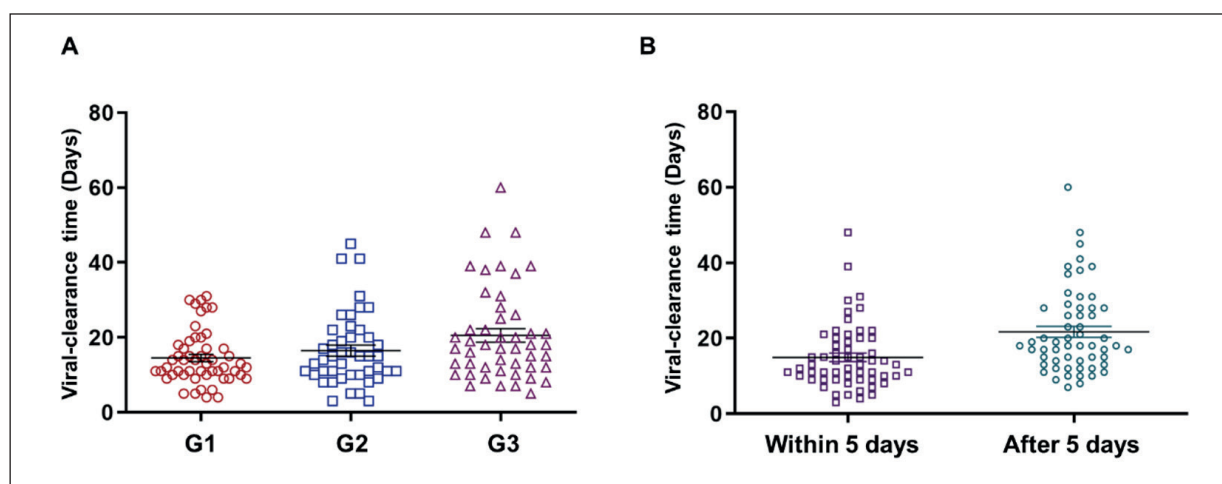 A
Viral-clearance time (Days)
80
60
40
20
0
G1
G2
G3
B
Viral-clearance time (Days)
80
60
40
20
0
Within 5 days
After 5 days